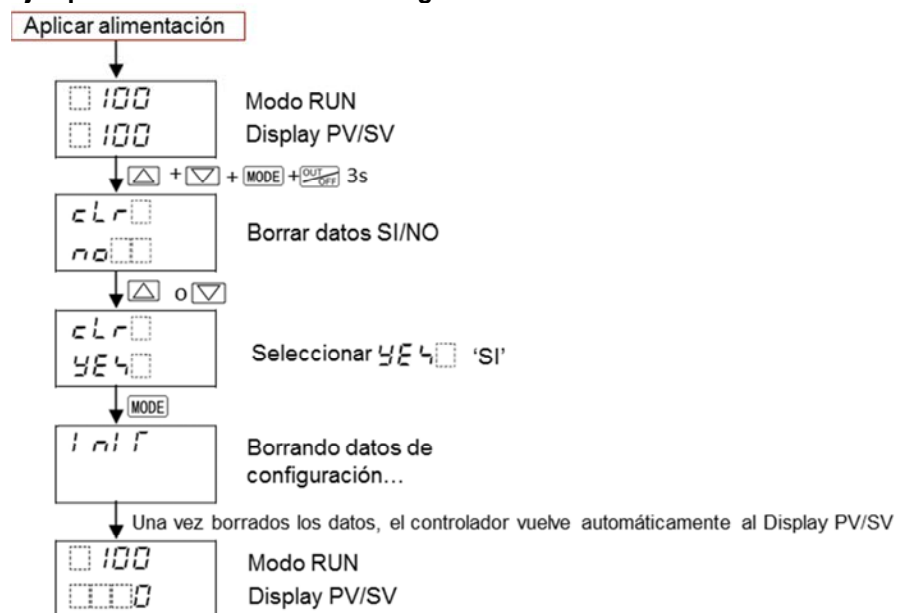 Aplicar alimentación
100
Modo RUN
100
Display PV/SV
+ + MODE + OUT/OFF 3s
cLr
no
Borrar datos SI/NO
o
cLr
YES
Seleccionar YES 'SI'
MODE
InIT
Borrando datos de
configuración...
Una vez borrados los datos, el controlador vuelve automáticamente al Display PV/SV
100
Modo RUN
0
Display PV/SV